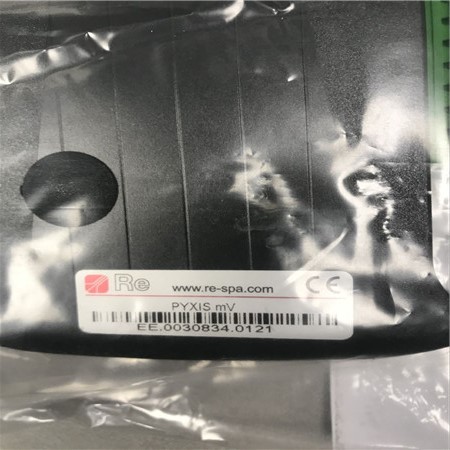 Re www.re-spa.com CE
PYXIS mV
EE.0030834.0121